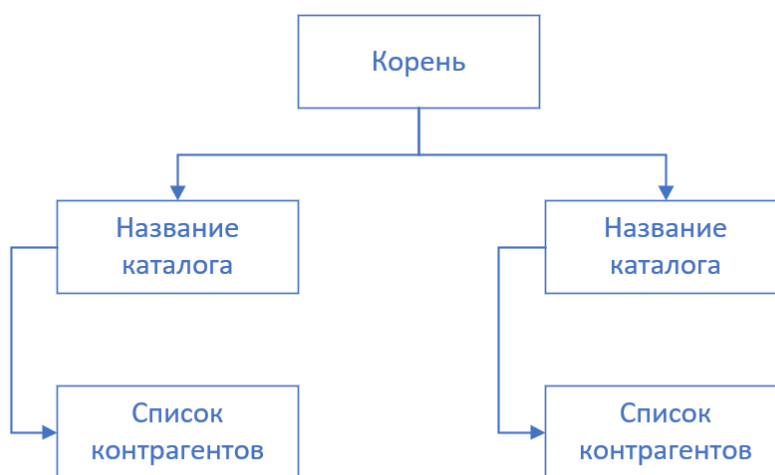 Корень
Название
каталога
Название
каталога
Список
контрагентов
Список
контрагентов